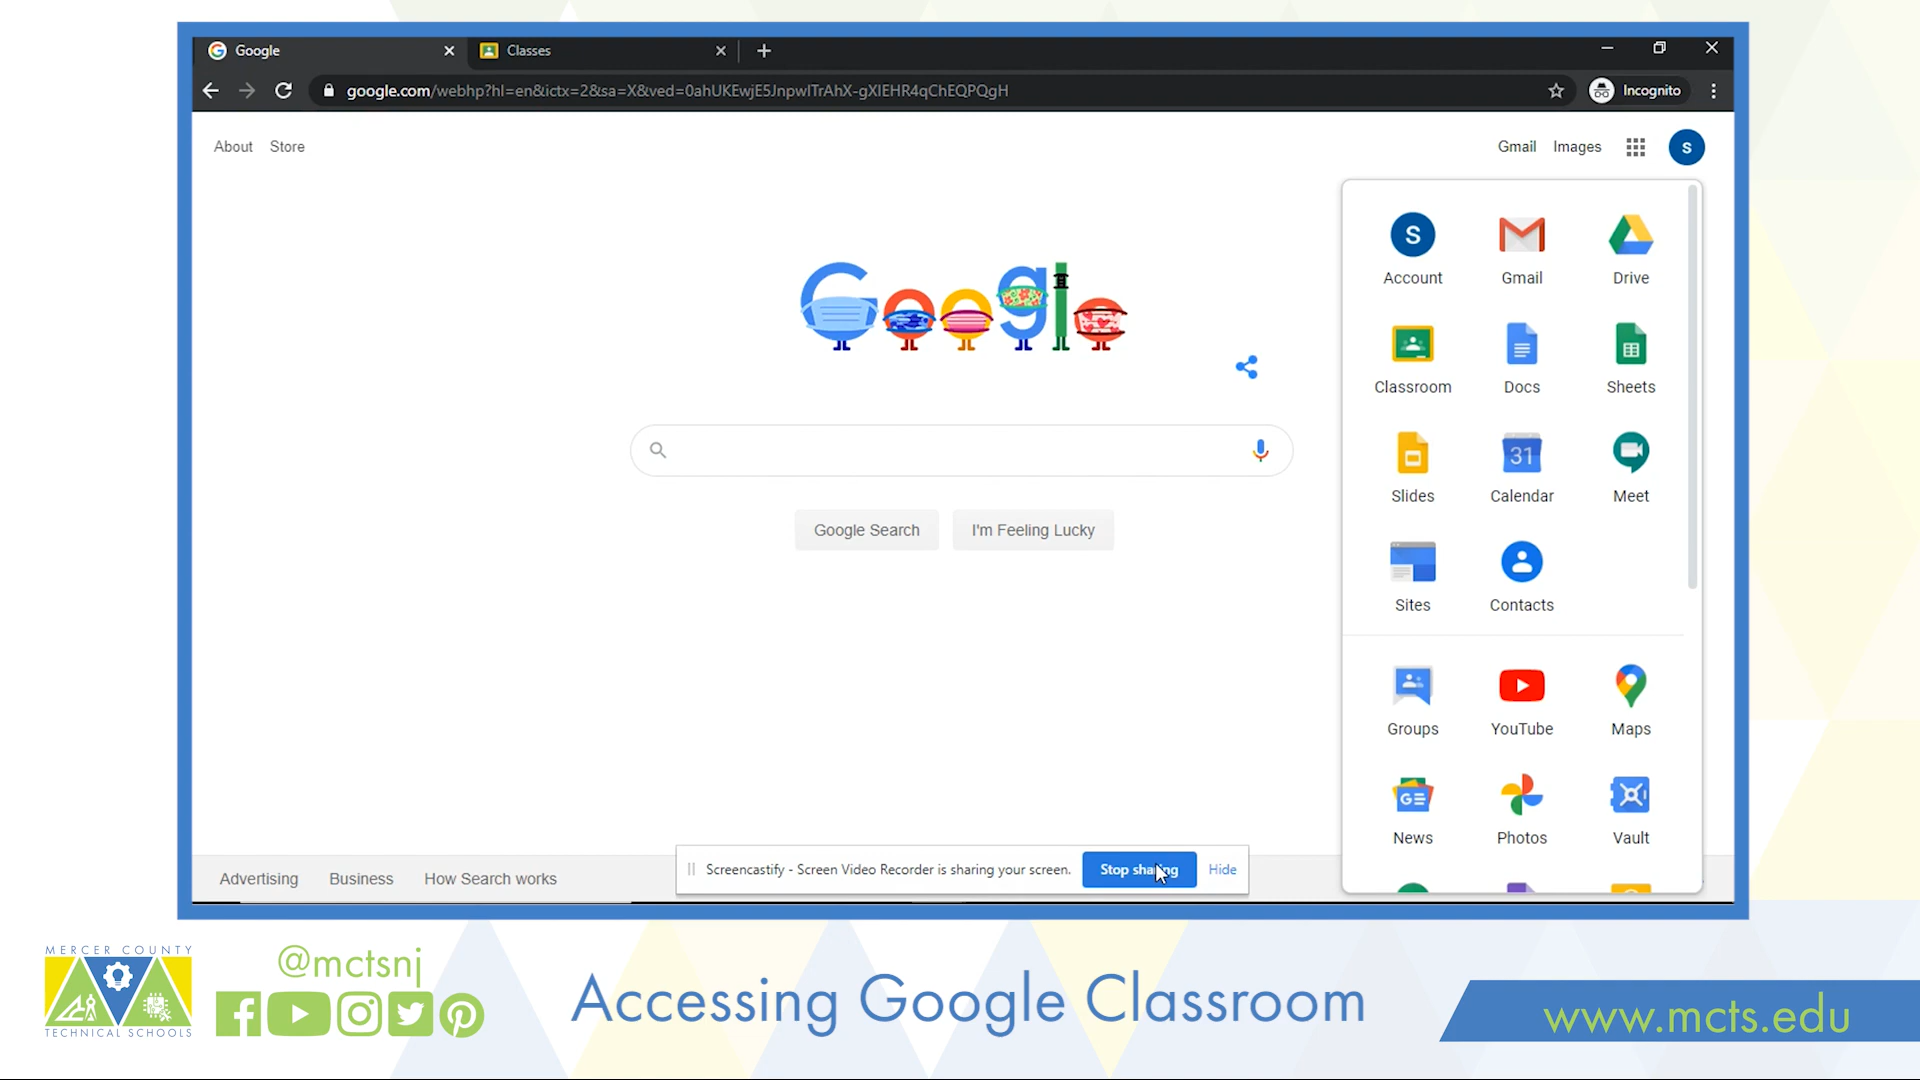 Google
Classes
google.com/webhp?hl=en&ictx=2&sa=X&ved=0ahUKEwjE5JnpwITrAhX-gXIEHR4qChEQPQgH
Incognito
About Store
Gmail Images
S
Google
S
Account Gmail Drive
Classroom Docs Sheets
31
Slides Calendar Meet
Sites Contacts
Google Search I'm Feeling Lucky
Groups YouTube Maps
GE
News Photos Vault
Screencastify - Screen Video Recorder is sharing your screen. Stop sharing Hide
Advertising Business How Search works
MERCER COUNTY
TECHNICAL SCHOOLS
@mctsnj
Accessing Google Classroom
www.mcts.edu